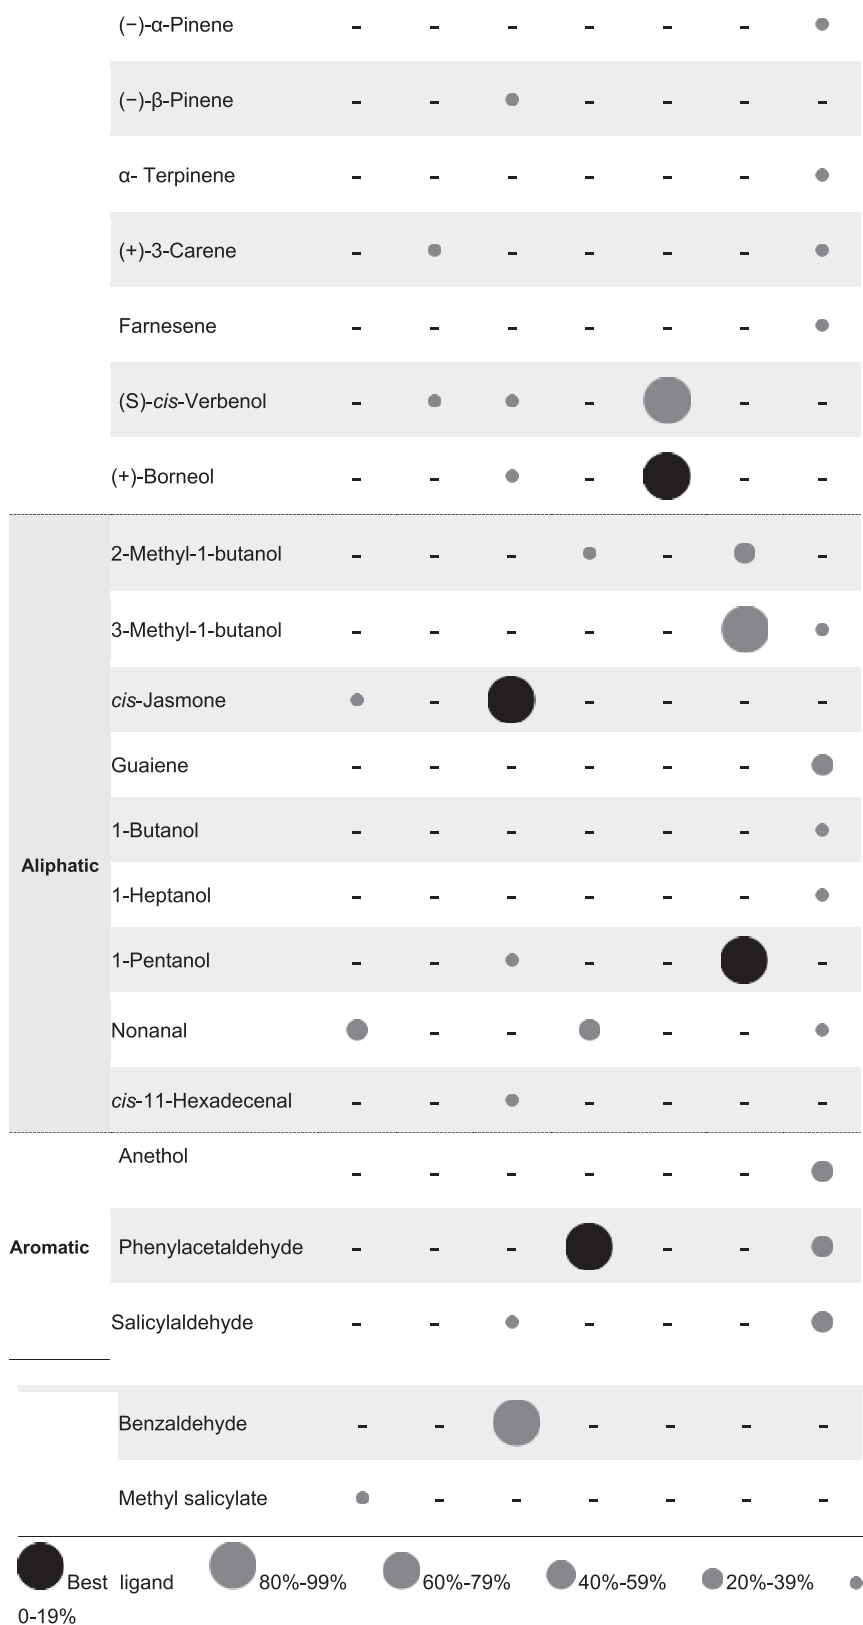 (−)-α-Pinene - - - - - -
(−)-β-Pinene - - - - - -
α- Terpinene - - - - - -
(+)-3-Carene - - - - -
Farnesene - - - - - -
(S)-cis-Verbenol - - - -
(+)-Borneol - - - - -
2-Methyl-1-butanol - - - - -
3-Methyl-1-butanol - - - - -
cis-Jasmone - - - - -
Guaiene - - - - - -
1-Butanol - - - - - -
Aliphatic
1-Heptanol - - - - - -
1-Pentanol - - - - -
Nonanal - - - -
cis-11-Hexadecenal - - - - - -
Anethol - - - - - -
Aromatic Phenylacetaldehyde - - - - -
Salicylaldehyde - - - - -
Benzaldehyde - - - - - -
Methyl salicylate - - - - - -
Best ligand 80%-99% 60%-79% 40%-59% 20%-39%
0-19%